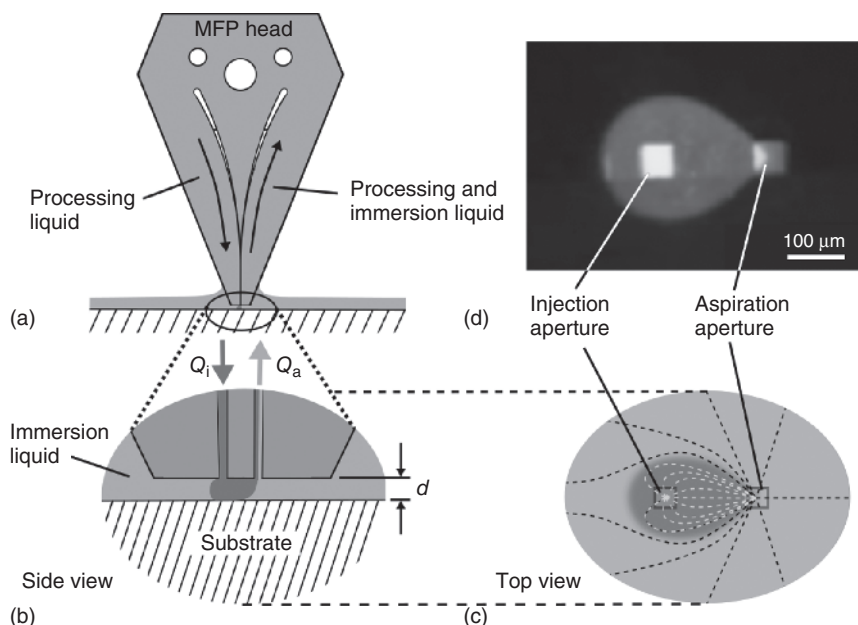 MFP head
Processing
liquid
Processing and
immersion liquid
(a)
100 µm
(d)
Injection
aperture
Aspiration
aperture
Qi
Qa
Immersion
liquid
d
Substrate
Side view
(b)
Top view
(c)